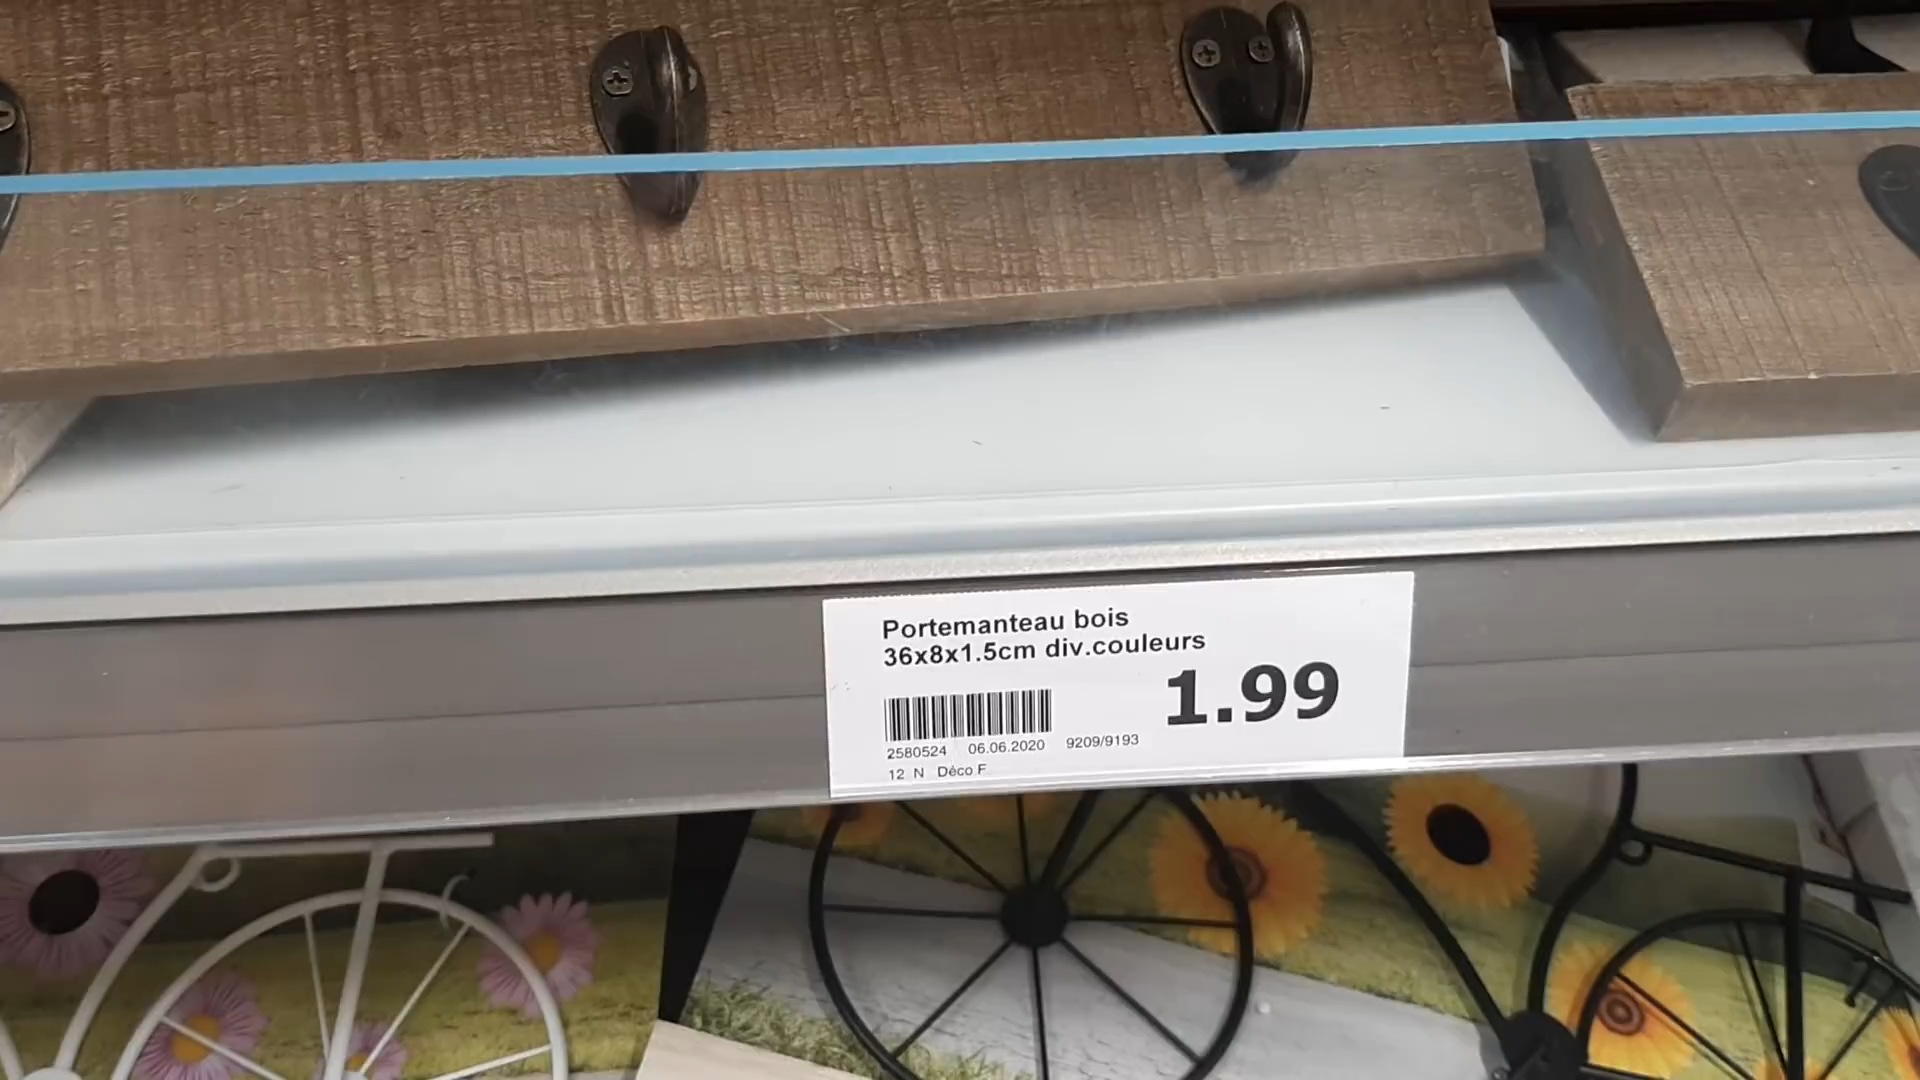 Portemanteau bois
36x8x1.5cm div.couleurs
1.99
2580524 06.06.2020 9209/9193
12 N Déco F